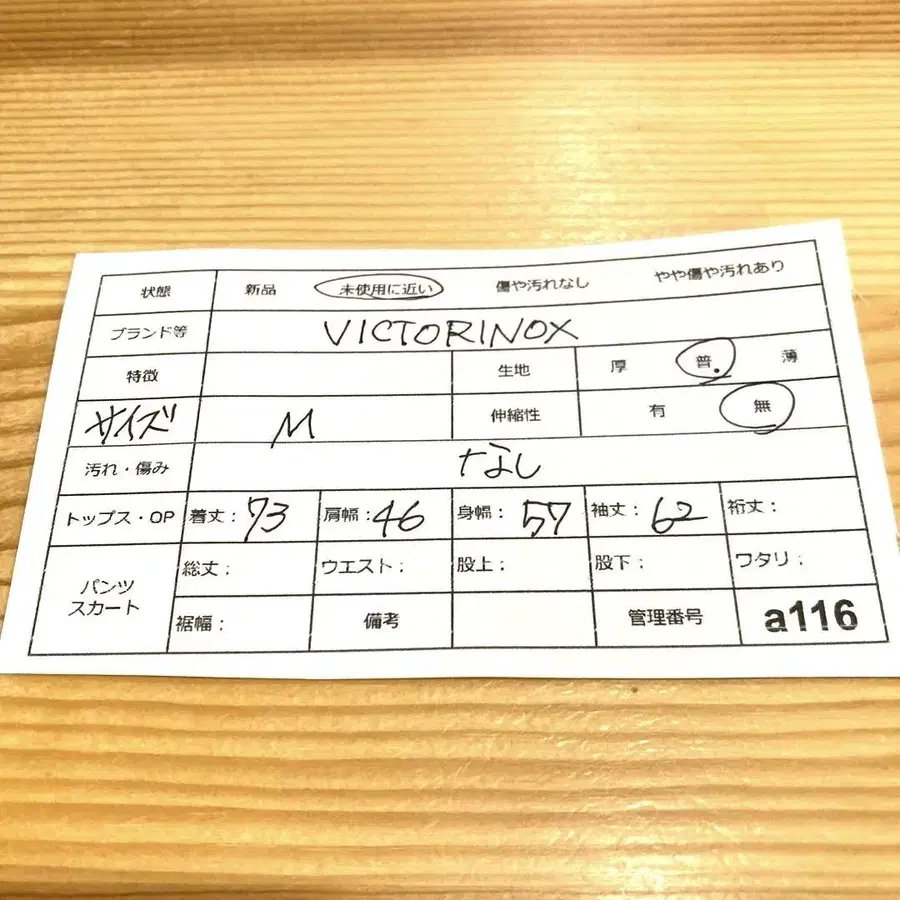 状態 新品 未使用に近い 傷や汚れなし やや傷や汚れあり
ブランド等 VICTORINOX
特徴 生地 厚 普 薄
サイズ M 伸縮性 有 無
汚れ・傷み なし
トップス・OP 着丈: 73 肩幅: 46 身幅: 57 袖丈: 62 裄丈:
パンツ スカート 総丈: ウエスト: 股上: 股下: ワタリ:
裾幅: 備考 管理番号 a116